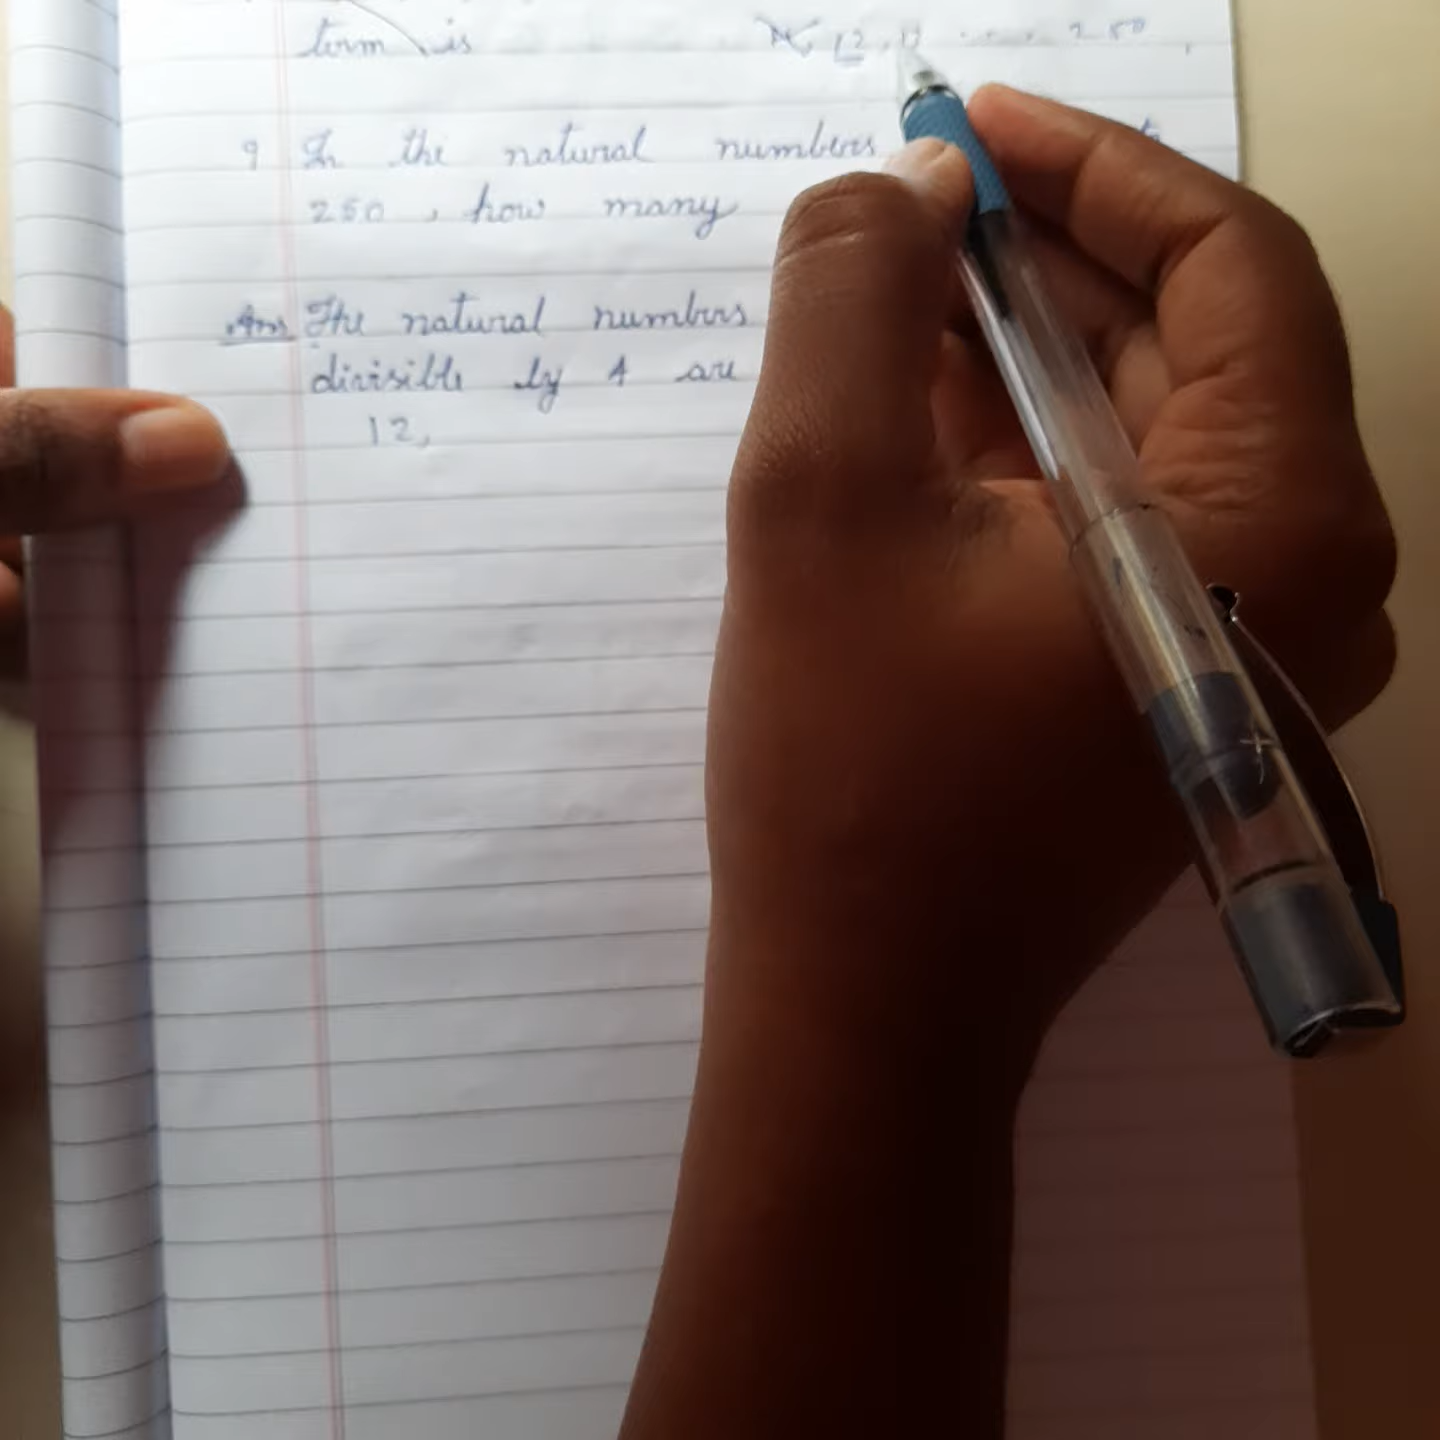 term is 12, ... 250,
9 In the natural numbers
250, how many
Ans The natural numbers
divisible by 4 are
12,